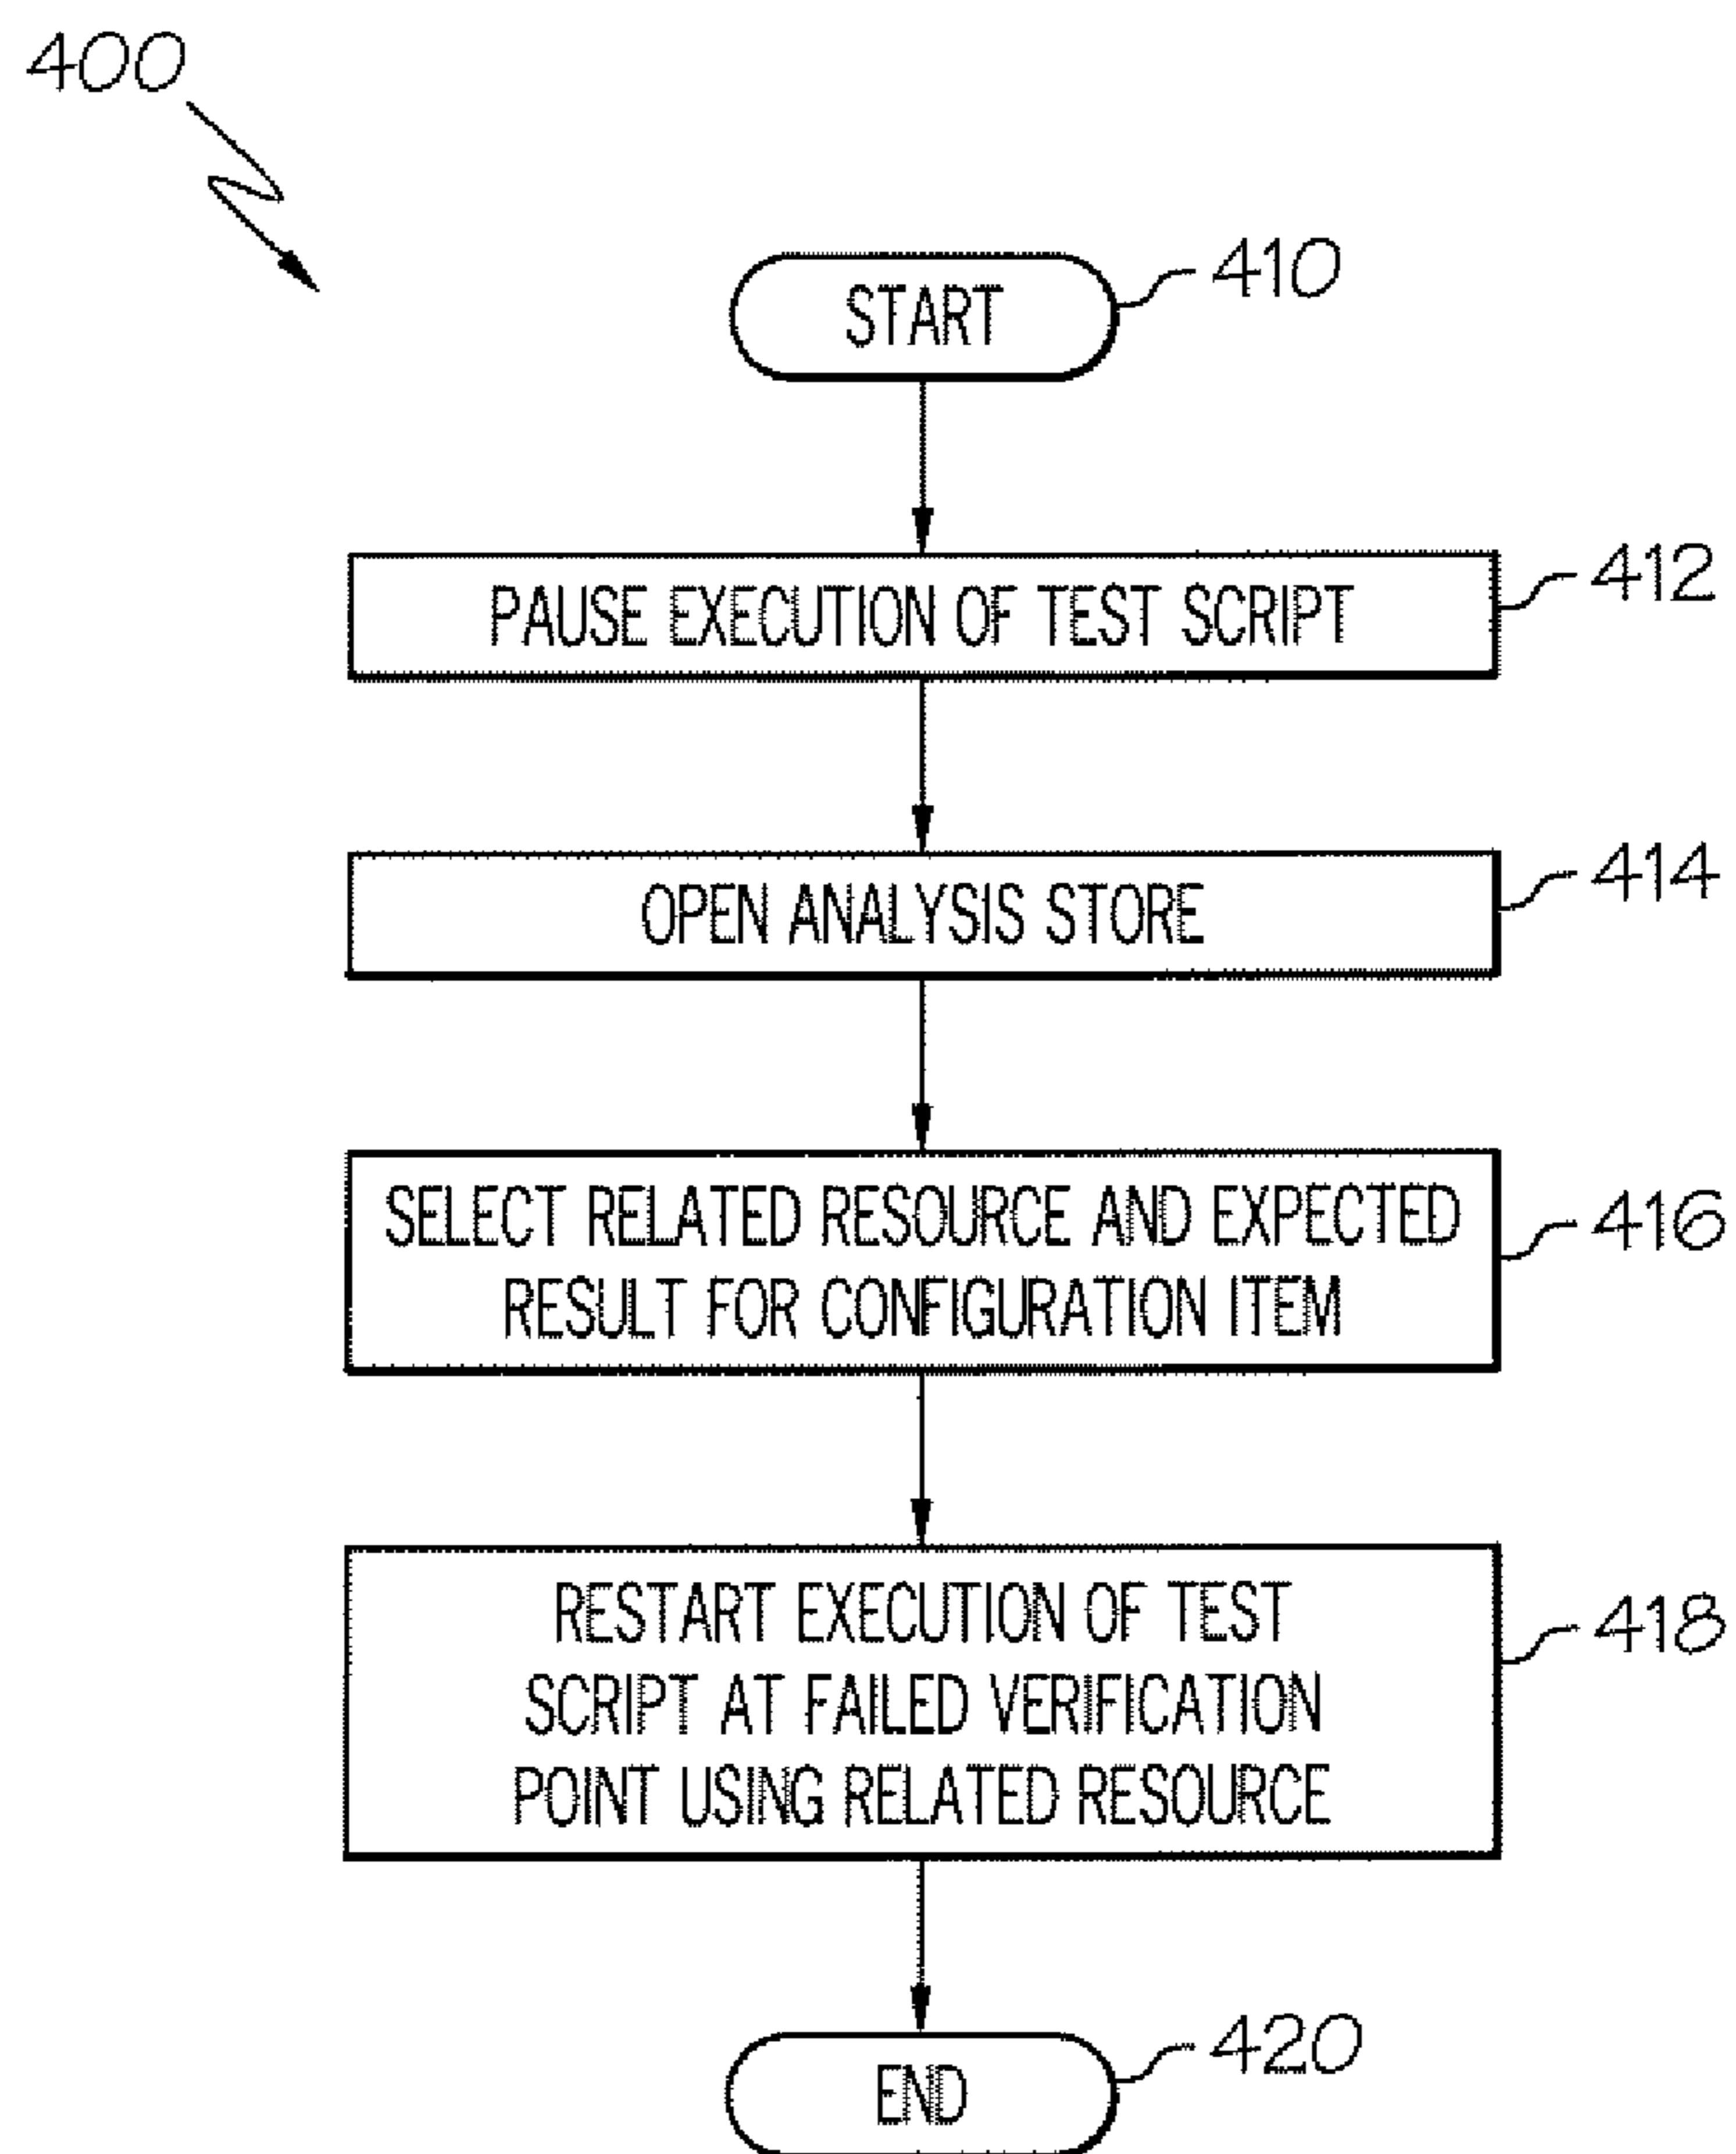 400
START
410
PAUSE EXECUTION OF TEST SCRIPT
412
OPEN ANALYSIS STORE
414
SELECT RELATED RESOURCE AND EXPECTED
RESULT FOR CONFIGURATION ITEM
416
RESTART EXECUTION OF TEST
SCRIPT AT FAILED VERIFICATION
POINT USING RELATED RESOURCE
418
END
420